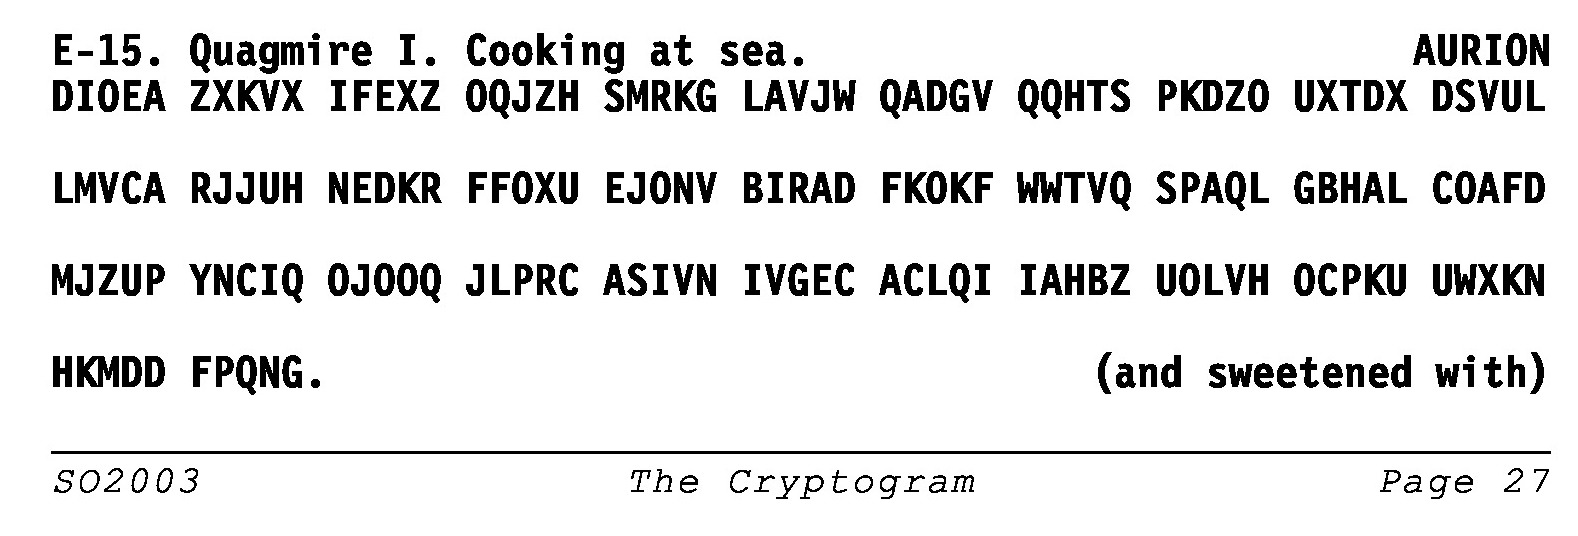 E-15. Quagmire I. Cooking at sea. AURION
DIOEA ZXKVX IFEXZ OQJZH SMRKG LAVJW QADGV QQHTS PKDZO UXTDX DSVUL
LMVCA RJJUH NEDKR FFOXU EJONV BIRAD FKOKF WWTVQ SPAQL GBHAL COAFD
MJZUP YNCIQ OJOOQ JLPRC ASIVN IVGEC ACLQI IAHBZ UOLVH OCPKU UWXKN
HKMDD FPQNG. (and sweetened with)
SO2003 The Cryptogram Page 27